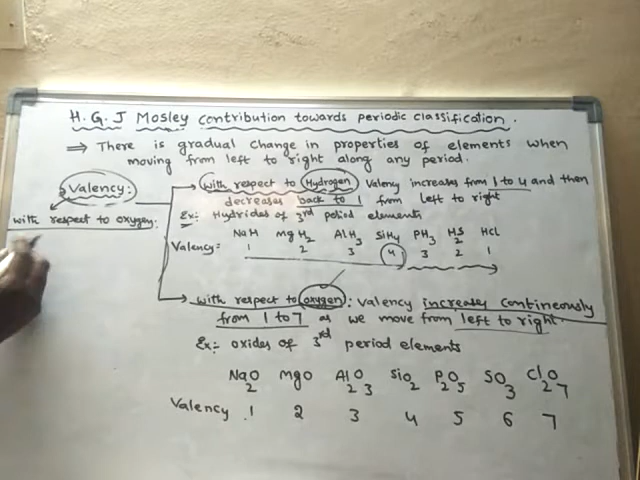 H. G. J Mosley contribution towards periodic classification.
⇒ There is gradual change in properties of elements when
moving from left to right along any period.
Valency:
with respect to oxygen:
with respect to Hydrogen Valency increases from 1 to 4 and then
decreases back to 1 from left to right
Ex: Hydrides of 3rd period elements
NaH MgH2 AlH3 SiH4 PH3 HS2 HCl
Valency: 1 2 3 4 3 2 1
with respect to oxygen: Valency increases contineously
from 1 to 7 as we move from left to right.
Ex: oxides of 3rd period elements
Na2O MgO Al2O3 SiO2 P2O5 SO3 Cl2O7
Valency 1 2 3 4 5 6 7